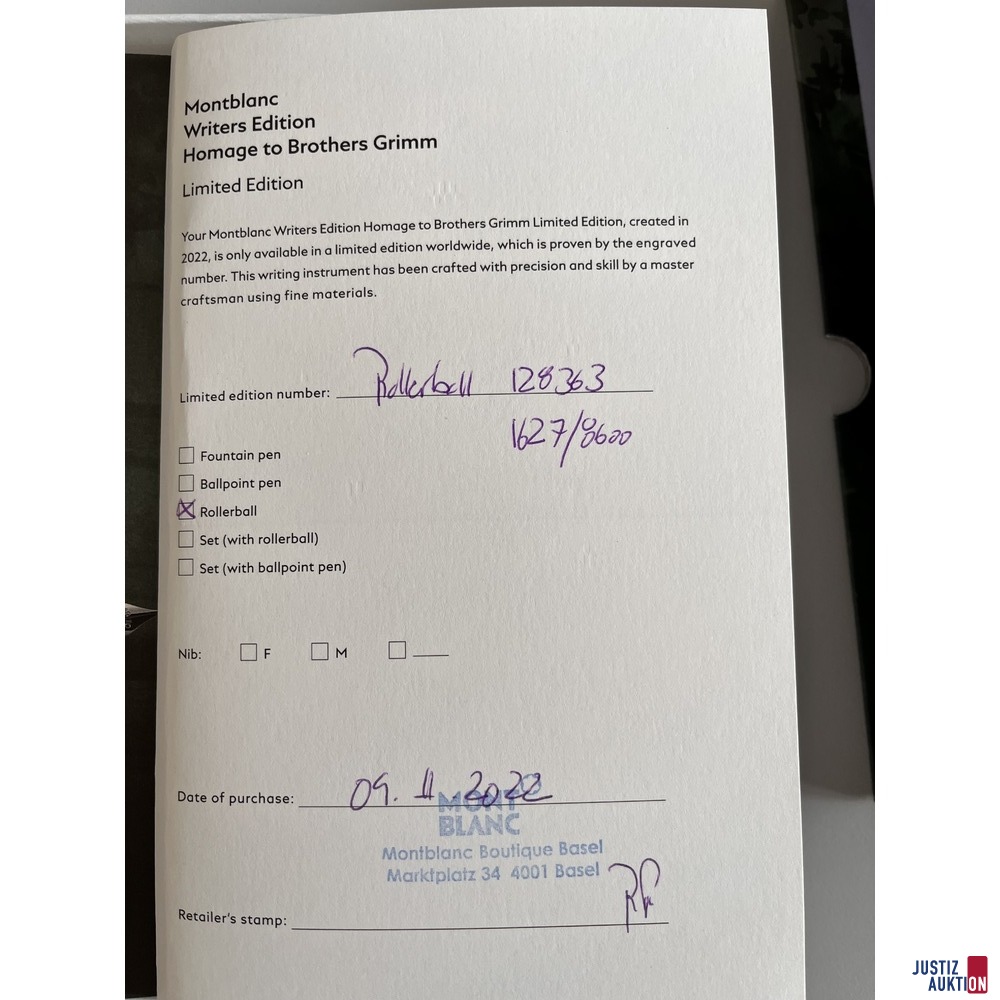 Montblanc
Writers Edition
Homage to Brothers Grimm
Limited Edition
Your Montblanc Writers Edition Homage to Brothers Grimm Limited Edition, created in
2022, is only available in a limited edition worldwide, which is proven by the engraved
number. This writing instrument has been crafted with precision and skill by a master
craftsman using fine materials.
Limited edition number: Rollerball 128363
1627/8600
Fountain pen
Ballpoint pen
Rollerball
Set (with rollerball)
Set (with ballpoint pen)
Nib: F M
Date of purchase: 09. 11. 2022
MONT
BLANC
Montblanc Boutique Basel
Marktplatz 34 4001 Basel
Retailer's stamp:
JUSTIZ
AUKTION